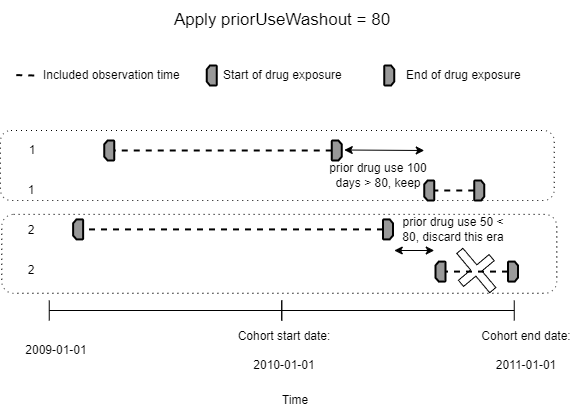 Apply priorUseWashout = 80
Included observation time
Start of drug exposure
End of drug exposure
1
prior drug use 100
days > 80, keep
1
2
prior drug use 50 <
80, discard this era
2
Cohort start date:
Cohort end date:
2009-01-01
2010-01-01
2011-01-01
Time